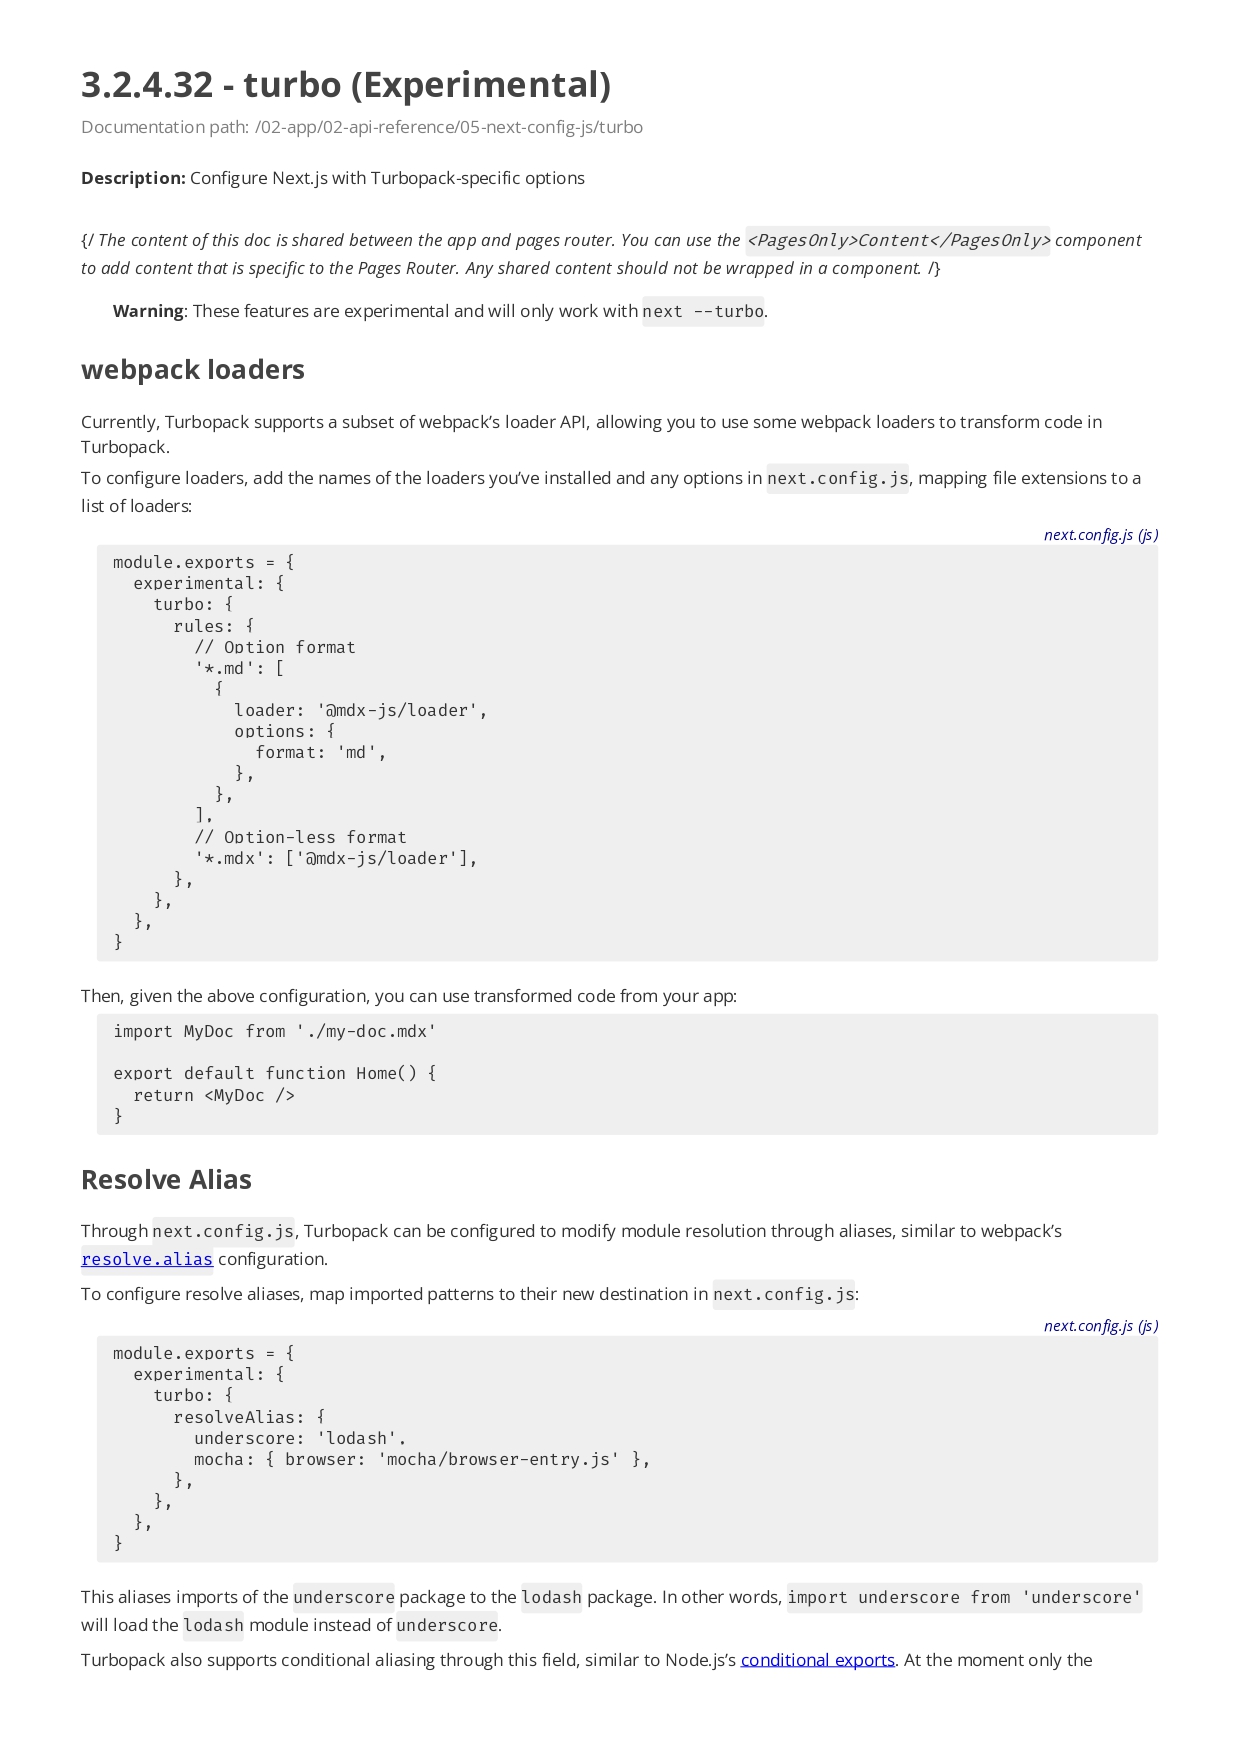 3.2.4.32 - turbo (Experimental)
Documentation path: /02-app/02-api-reference/05-next-config-js/turbo
Description: Configure Next.js with Turbopack-specific options
{/ The content of this doc is shared between the app and pages router. You can use the <PagesOnly>Content</PagesOnly> component
to add content that is specific to the Pages Router. Any shared content should not be wrapped in a component. /}
Warning: These features are experimental and will only work with next --turbo.
webpack loaders
Currently, Turbopack supports a subset of webpack’s loader API, allowing you to use some webpack loaders to transform code in
Turbopack.
To configure loaders, add the names of the loaders you’ve installed and any options in next.config.js, mapping file extensions to a
list of loaders:
next.config.js (js)
module.exports = {
  experimental: {
    turbo: {
      rules: {
        // Option format
        '*.md': [
          {
            loader: '@mdx-js/loader',
            options: {
              format: 'md',
            },
          },
        ],
        // Option-less format
        '*.mdx': ['@mdx-js/loader'],
      },
    },
  },
}
Then, given the above configuration, you can use transformed code from your app:
import MyDoc from './my-doc.mdx'
export default function Home() {
  return <MyDoc />
}
Resolve Alias
Through next.config.js, Turbopack can be configured to modify module resolution through aliases, similar to webpack’s
resolve.alias configuration.
To configure resolve aliases, map imported patterns to their new destination in next.config.js:
next.config.js (js)
module.exports = {
  experimental: {
    turbo: {
      resolveAlias: {
        underscore: 'lodash',
        mocha: { browser: 'mocha/browser-entry.js' },
      },
    },
  },
}
This aliases imports of the underscore package to the lodash package. In other words, import underscore from 'underscore'
will load the lodash module instead of underscore.
Turbopack also supports conditional aliasing through this field, similar to Node.js’s conditional exports. At the moment only the